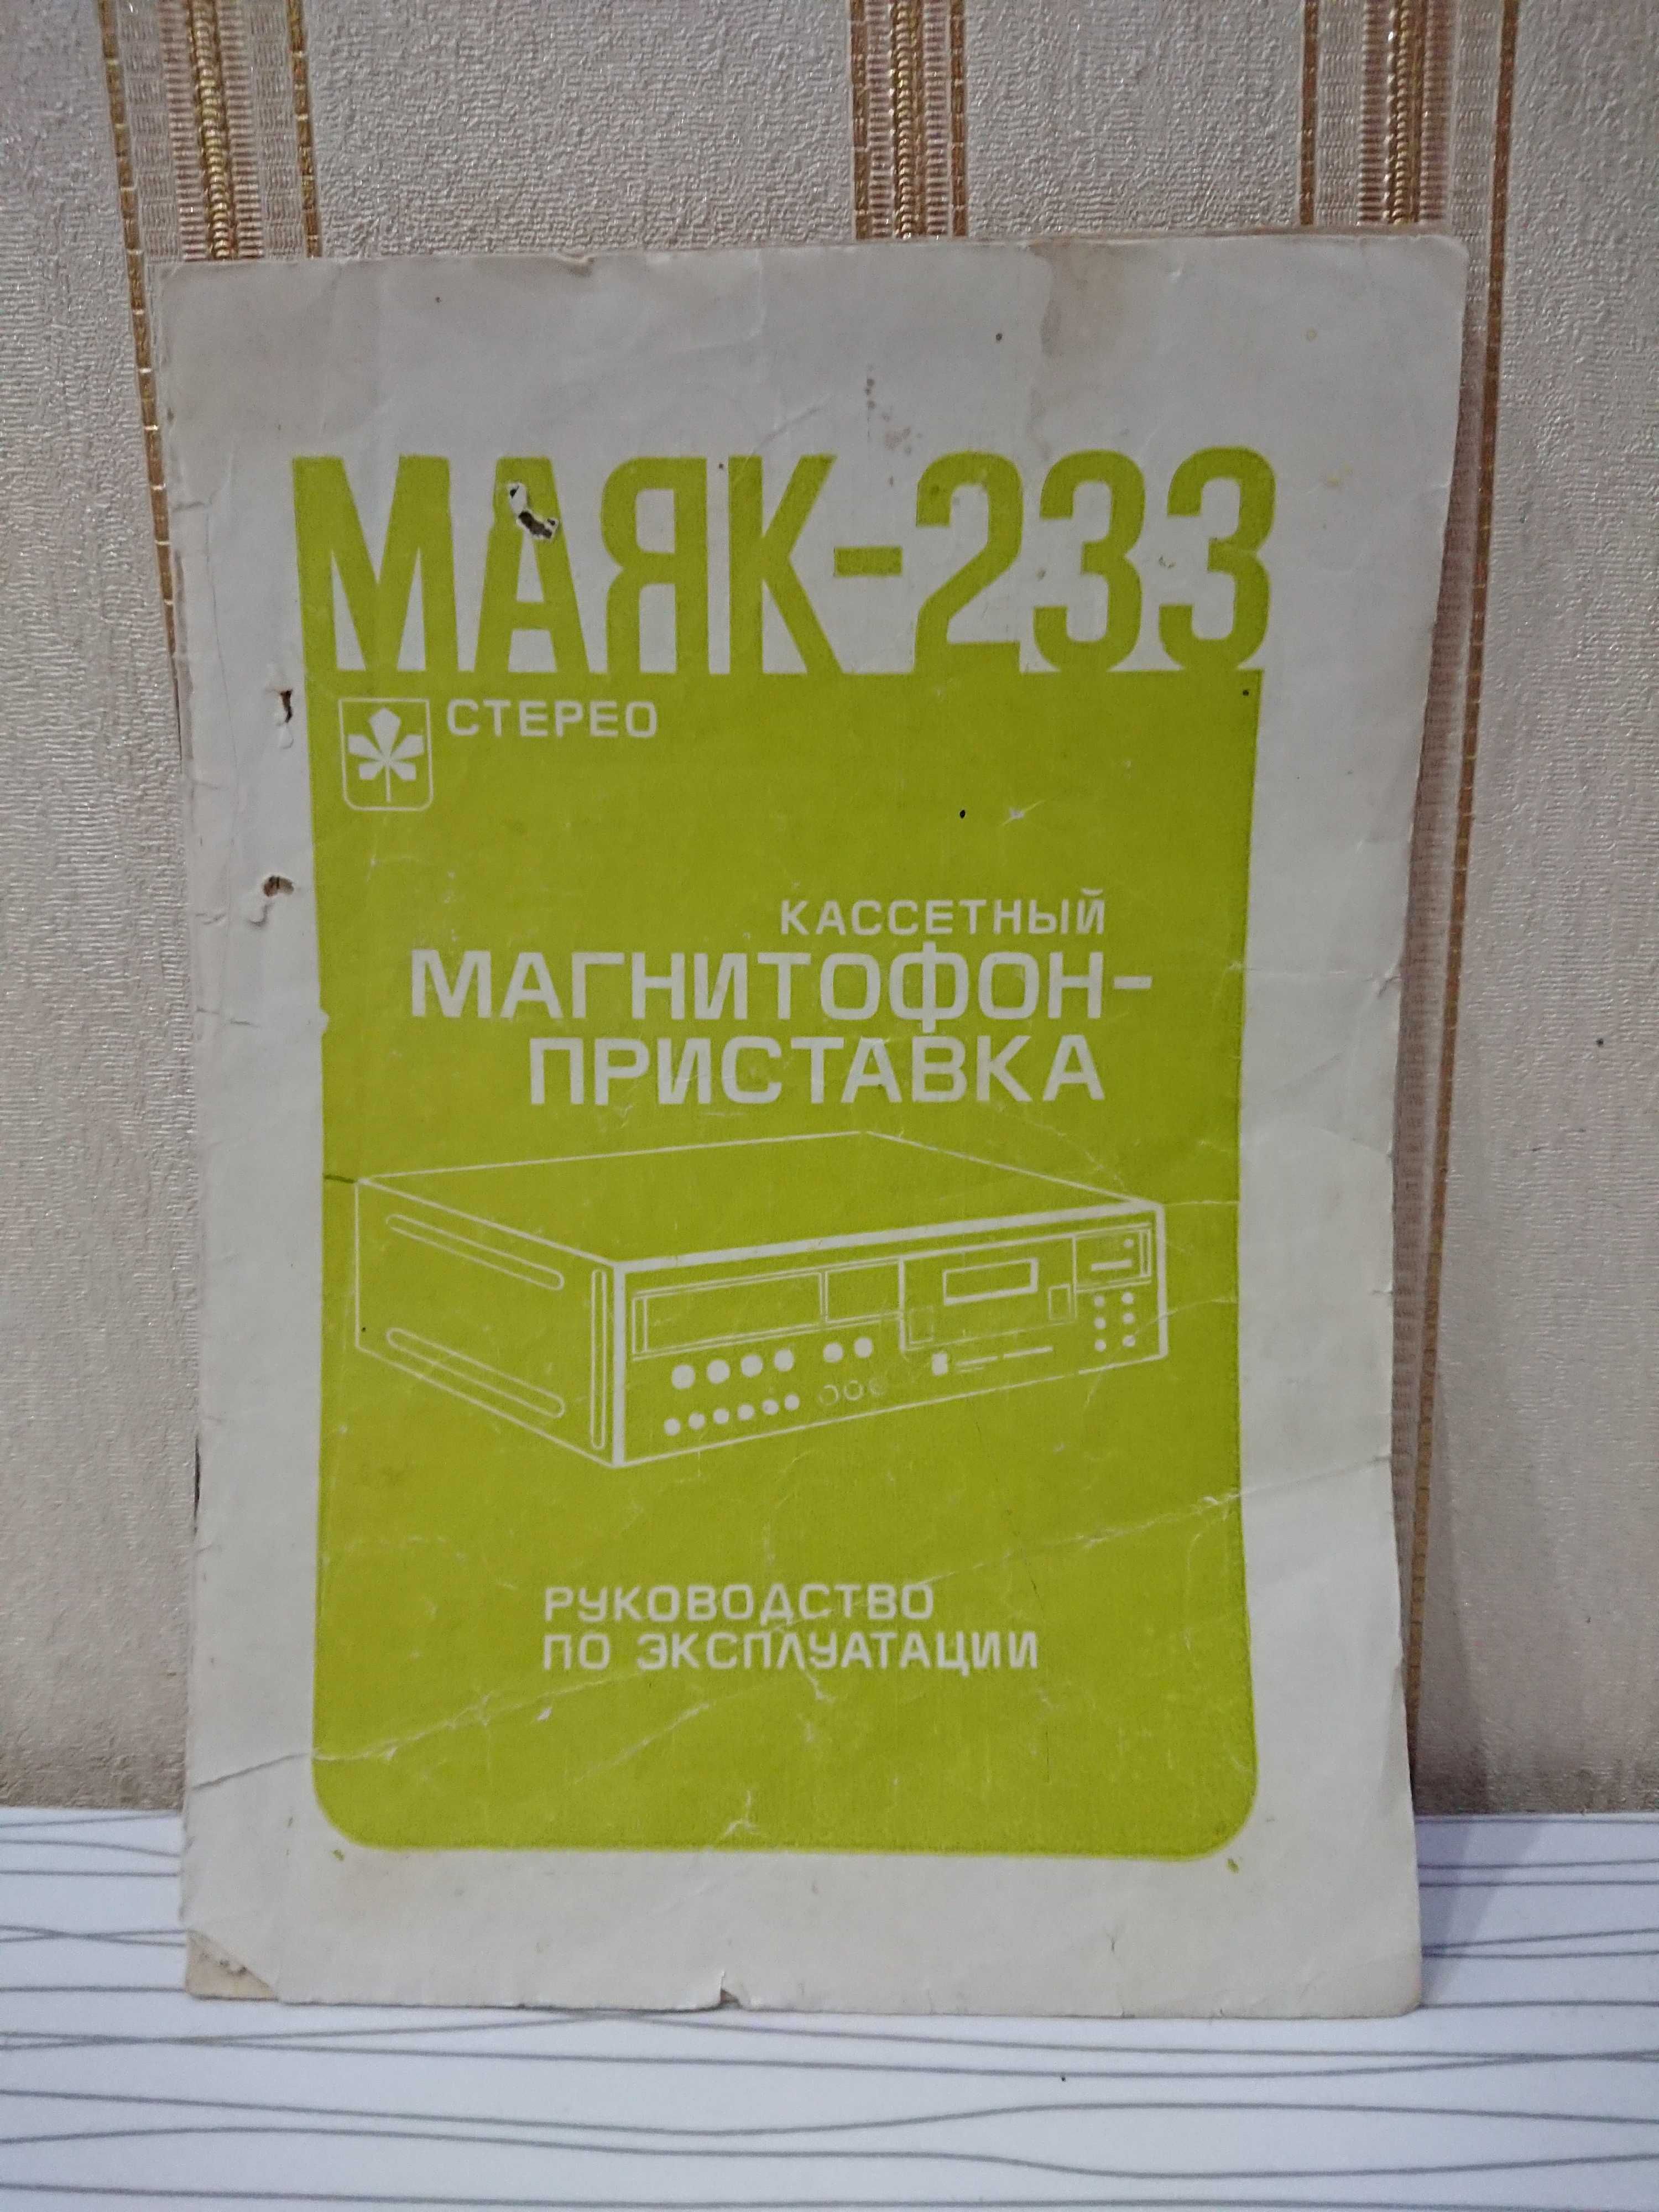 МАЯК-233
СТЕРЕО
КАССЕТНЫЙ
МАГНИТОФОН-
ПРИСТАВКА
РУКОВОДСТВО
ПО ЭКСПЛУАТАЦИИ